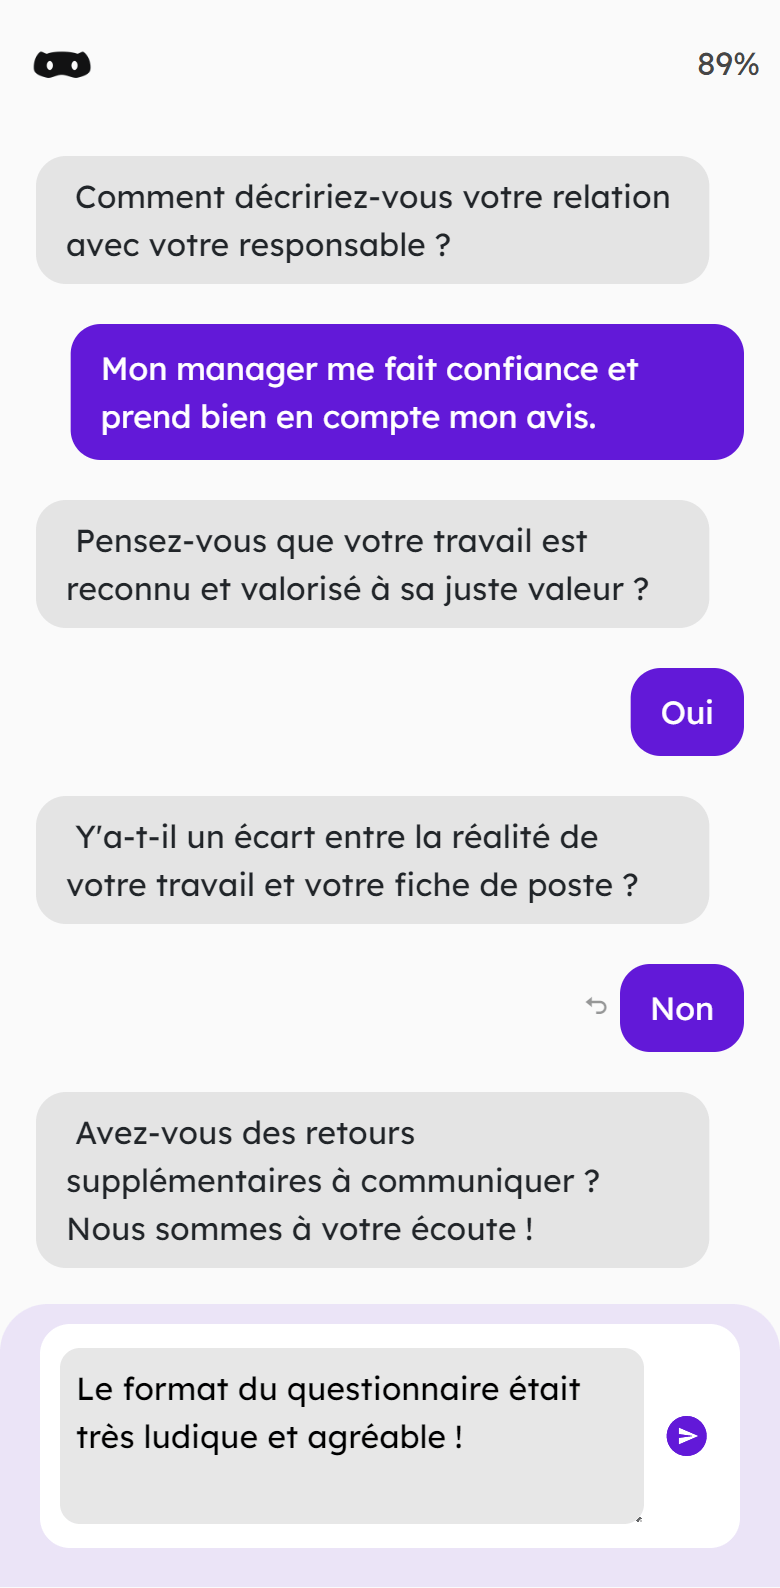 89%
Comment décririez-vous votre relation
avec votre responsable ?
Mon manager me fait confiance et
prend bien en compte mon avis.
Pensez-vous que votre travail est
reconnu et valorisé à sa juste valeur ?
Oui
Y'a-t-il un écart entre la réalité de
votre travail et votre fiche de poste ?
Non
Avez-vous des retours
supplémentaires à communiquer ?
Nous sommes à votre écoute !
Le format du questionnaire était
très ludique et agréable !